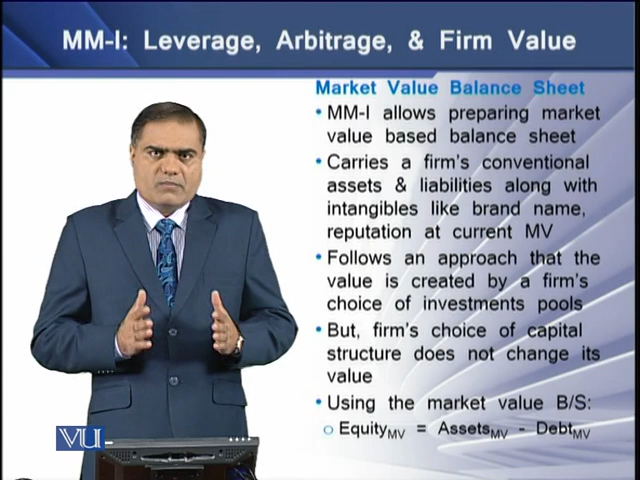 MM-I: Leverage, Arbitrage, & Firm Value
Market Value Balance Sheet
• MM-I allows preparing market
value based balance sheet
• Carries a firm's conventional
assets & liabilities along with
intangibles like brand name,
reputation at current MV
• Follows an approach that the
value is created by a firm's
choice of investments pools
• But, firm's choice of capital
structure does not change its
value
• Using the market value B/S:
o Equity_MV = Assets_MV - Debt_MV
VU